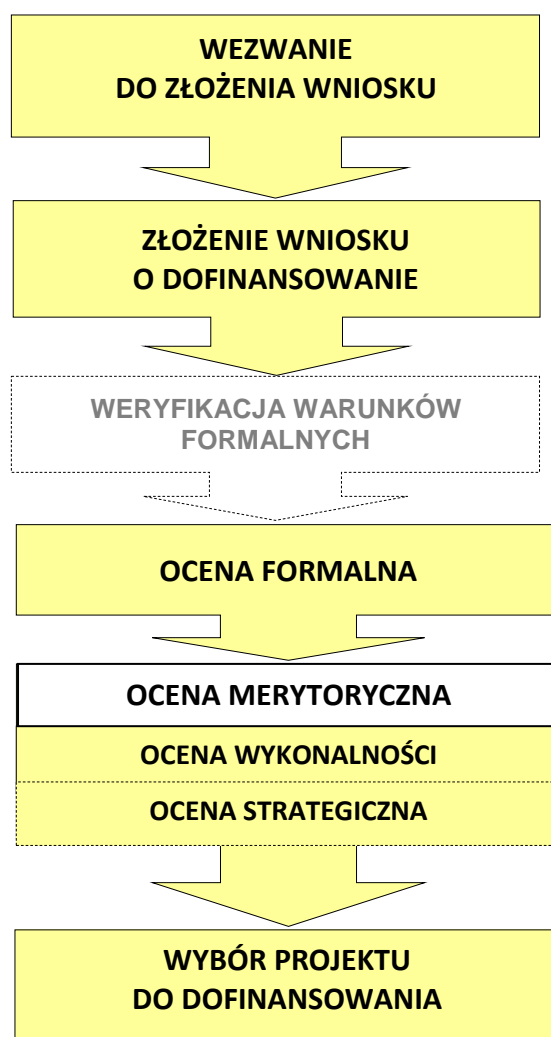 WEZWANIE
DO ZŁOŻENIA WNIOSKU
ZŁOŻENIE WNIOSKU
O DOFINANSOWANIE
WERYFIKACJA WARUNKÓW
FORMALNYCH
OCENA FORMALNA
OCENA MERYTORYCZNA
OCENA WYKONALNOŚCI
OCENA STRATEGICZNA
WYBÓR PROJEKTU
DO DOFINANSOWANIA